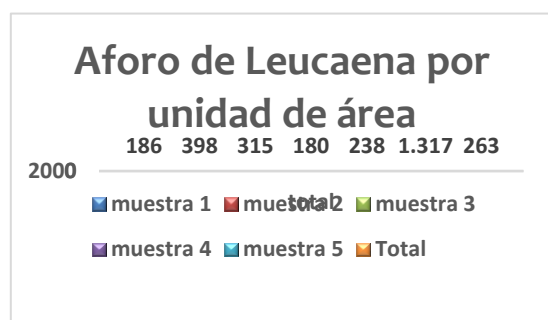 Aforo de Leucaena por
unidad de área
186 398 315 180 238 1.317 263
2000
total
muestra 1 muestra 2 muestra 3
muestra 4 muestra 5 Total